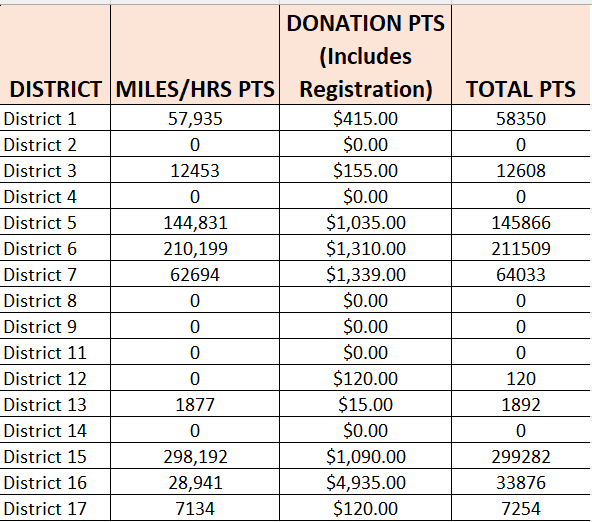 DISTRICT MILES/HRS PTS DONATION PTS (Includes Registration) TOTAL PTS
District 1 57,935 $415.00 58350
District 2 0 $0.00 0
District 3 12453 $155.00 12608
District 4 0 $0.00 0
District 5 144,831 $1,035.00 145866
District 6 210,199 $1,310.00 211509
District 7 62694 $1,339.00 64033
District 8 0 $0.00 0
District 9 0 $0.00 0
District 11 0 $0.00 0
District 12 0 $120.00 120
District 13 1877 $15.00 1892
District 14 0 $0.00 0
District 15 298,192 $1,090.00 299282
District 16 28,941 $4,935.00 33876
District 17 7134 $120.00 7254